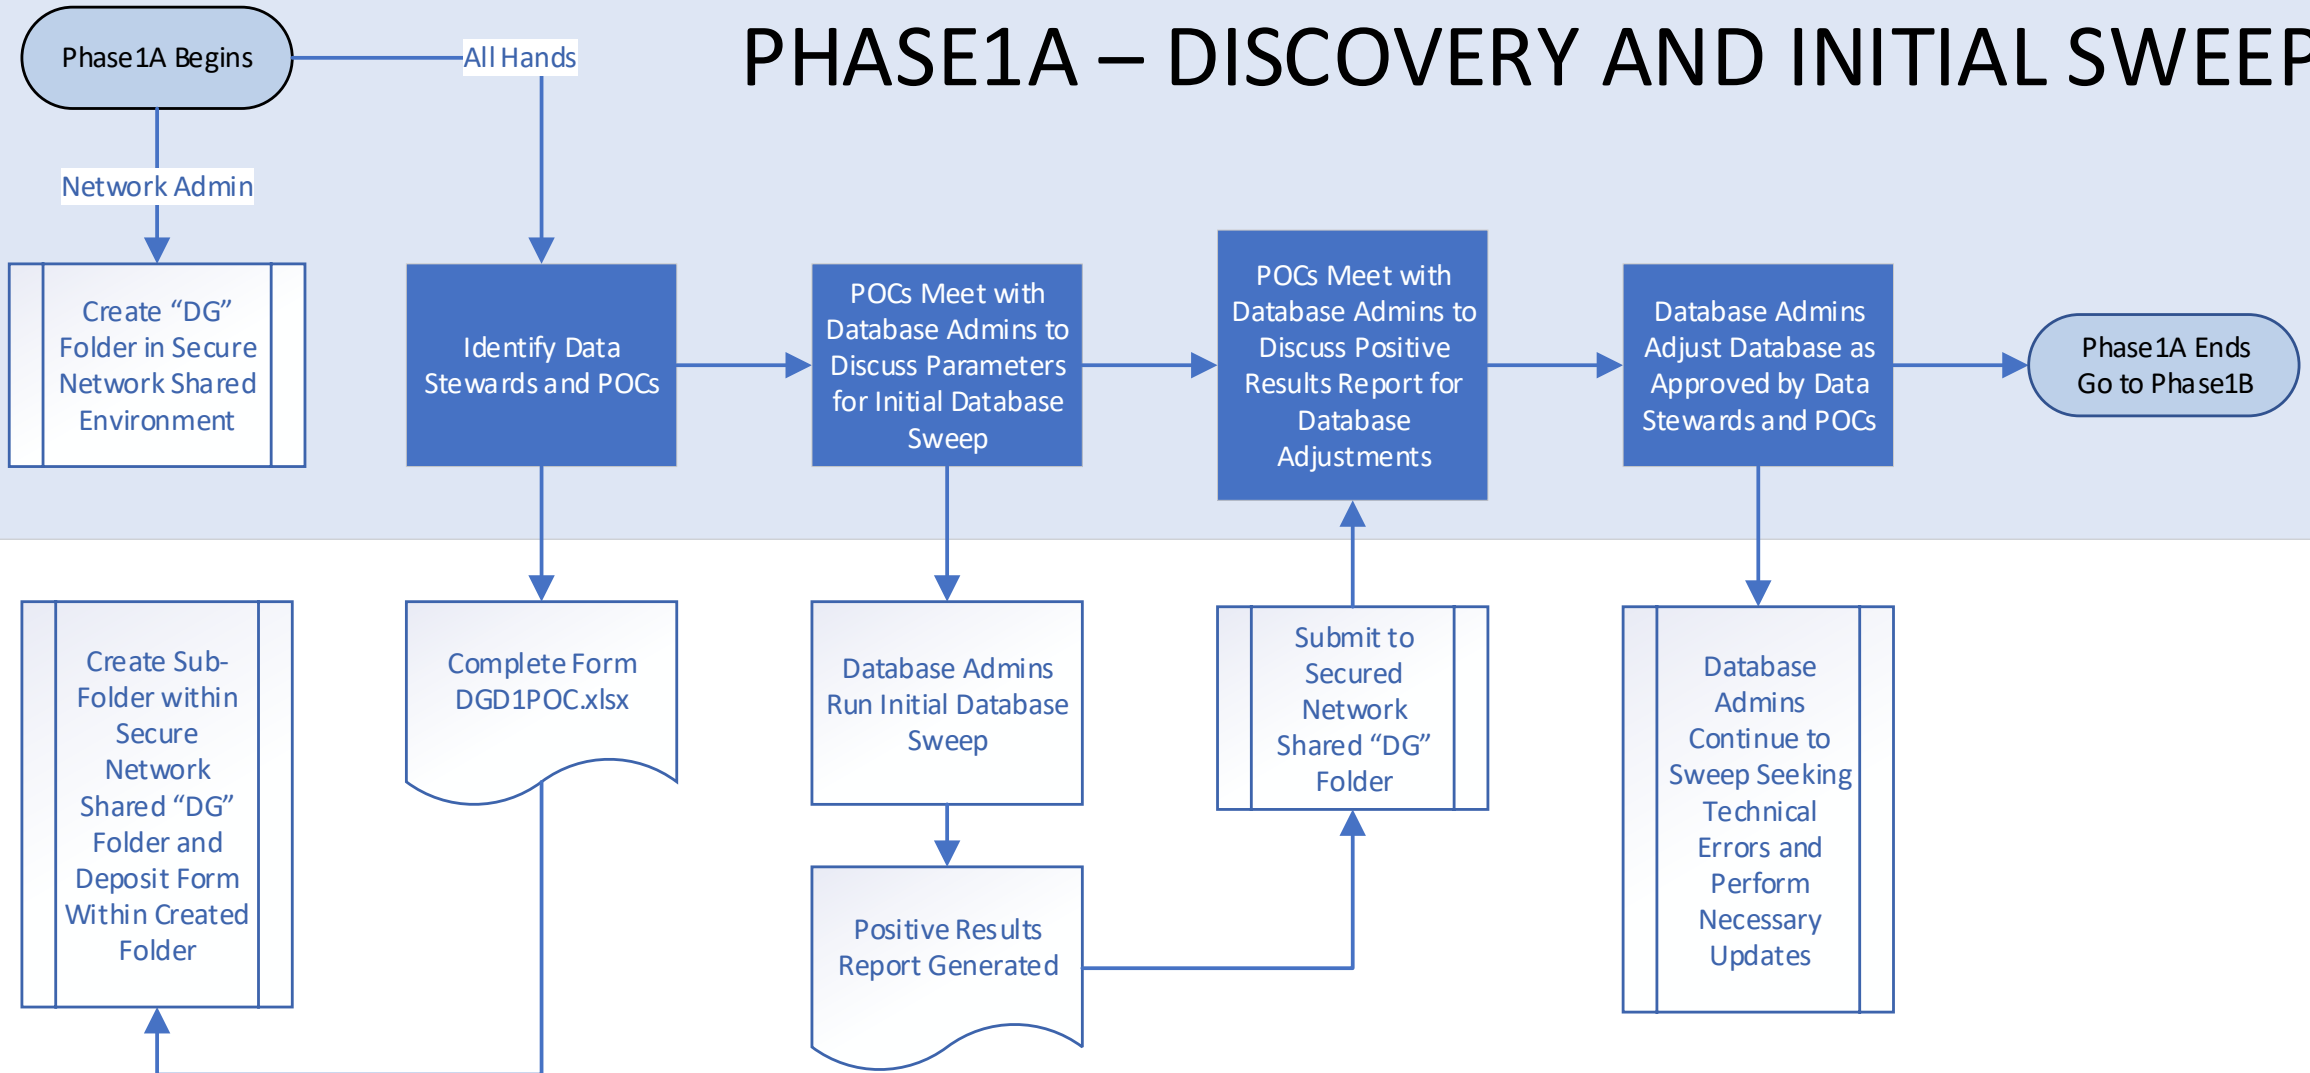 PHASE1A – DISCOVERY AND INITIAL SWEEP
Phase1A Begins
All Hands
Network Admin
Create “DG”
Folder in Secure
Network Shared
Environment
Identify Data
Stewards and POCs
POCs Meet with
Database Admins to
Discuss Parameters
for Initial Database
Sweep
POCs Meet with
Database Admins to
Discuss Positive
Results Report for
Database
Adjustments
Database Admins
Adjust Database as
Approved by Data
Stewards and POCs
Phase1A Ends
Go to Phase1B
Create Sub-
Folder within
Secure
Network
Shared “DG”
Folder and
Deposit Form
Within Created
Folder
Complete Form
DGD1POC.xlsx
Database Admins
Run Initial Database
Sweep
Positive Results
Report Generated
Submit to
Secured
Network
Shared “DG”
Folder
Database
Admins
Continue to
Sweep Seeking
Technical
Errors and
Perform
Necessary
Updates